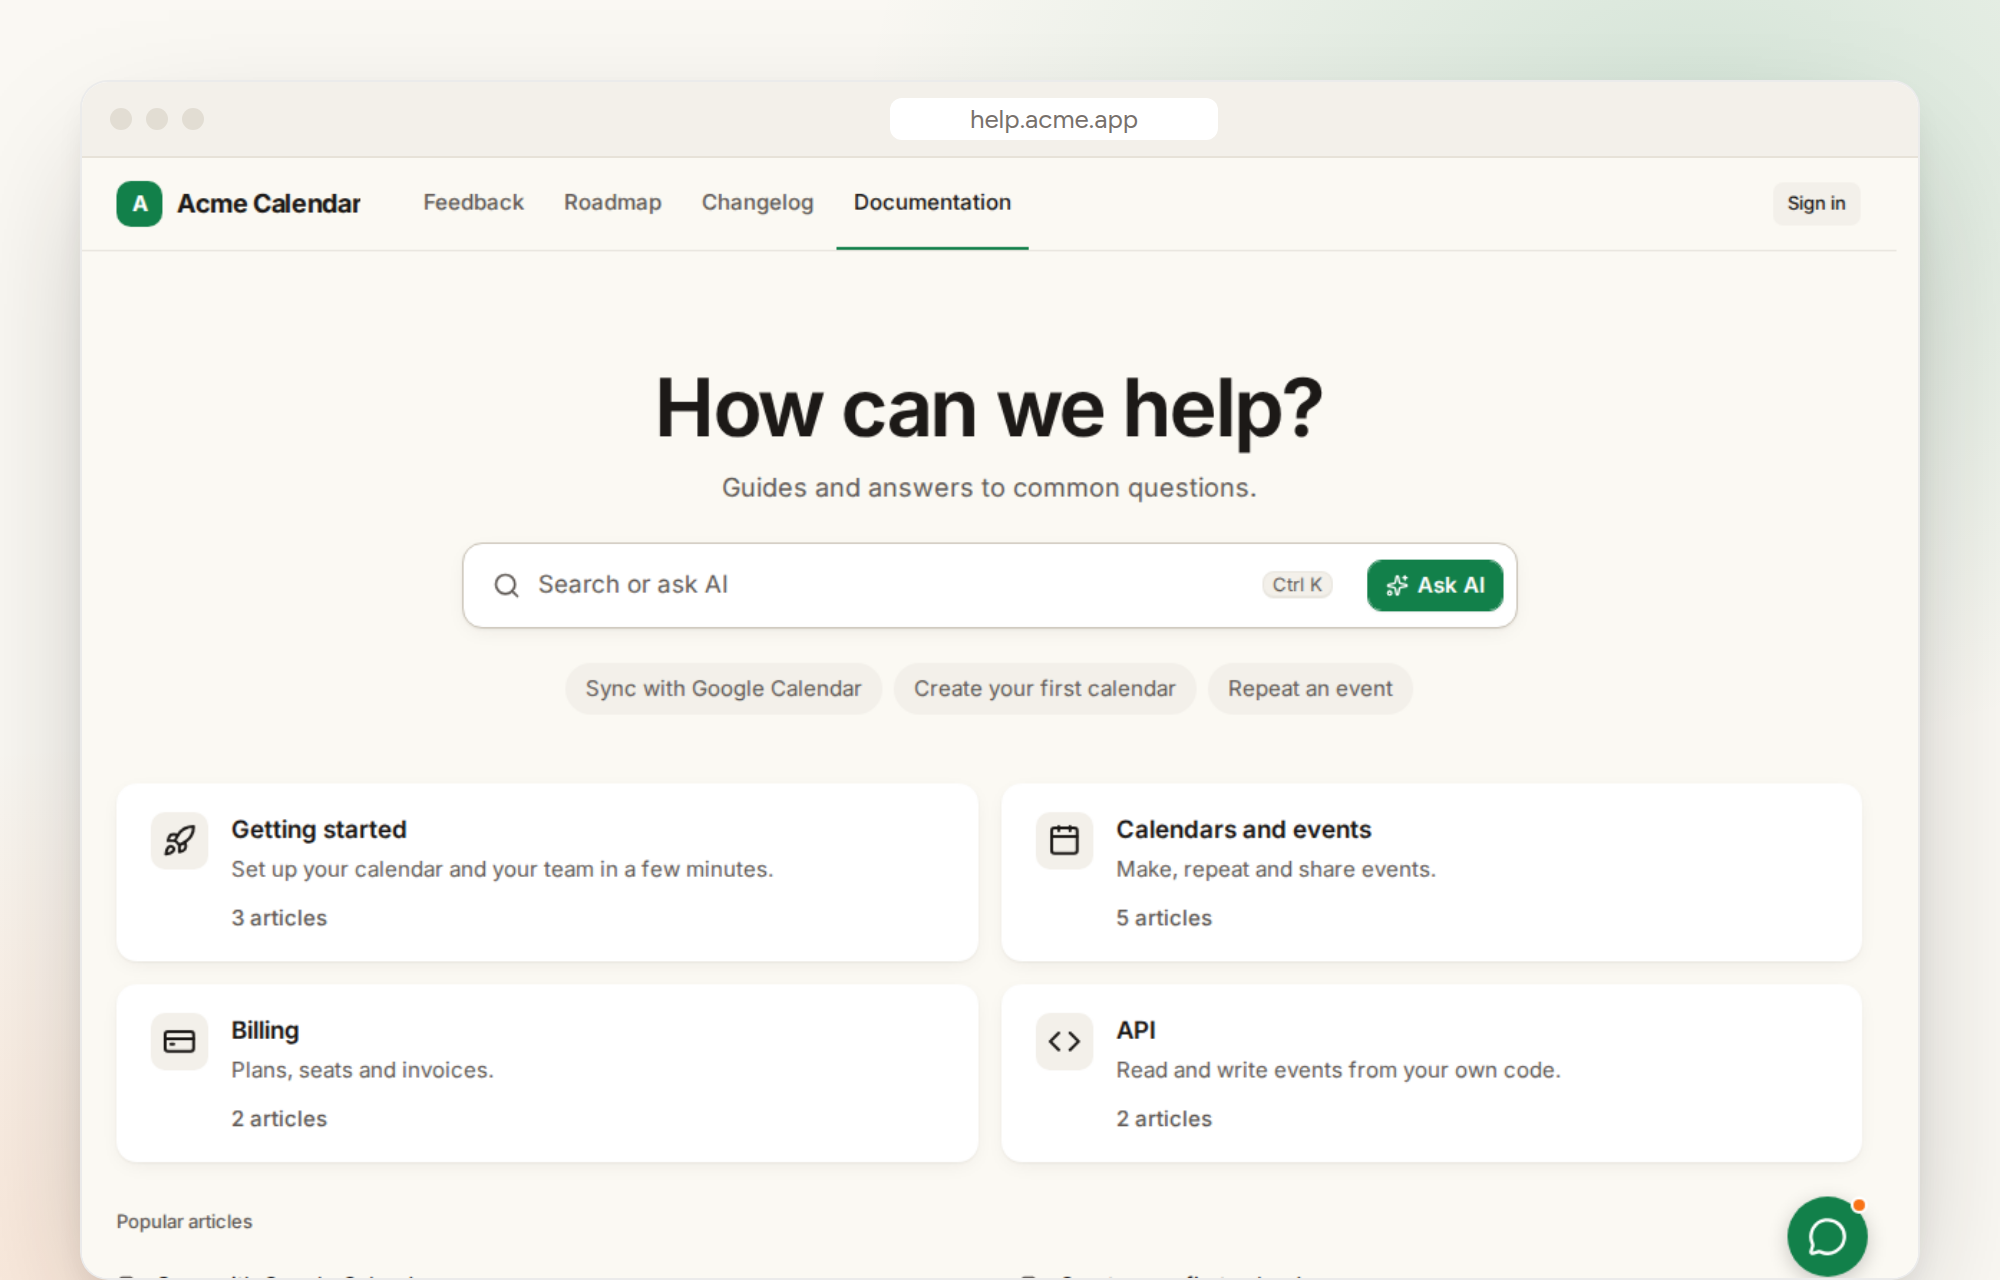 help.acme.app
A Acme Calendar Feedback Roadmap Changelog Documentation Sign in
How can we help?
Guides and answers to common questions.
Search or ask AI Ctrl K Ask AI
Sync with Google Calendar Create your first calendar Repeat an event
Getting started
Set up your calendar and your team in a few minutes.
3 articles
Calendars and events
Make, repeat and share events.
5 articles
Billing
Plans, seats and invoices.
2 articles
API
Read and write events from your own code.
2 articles
Popular articles